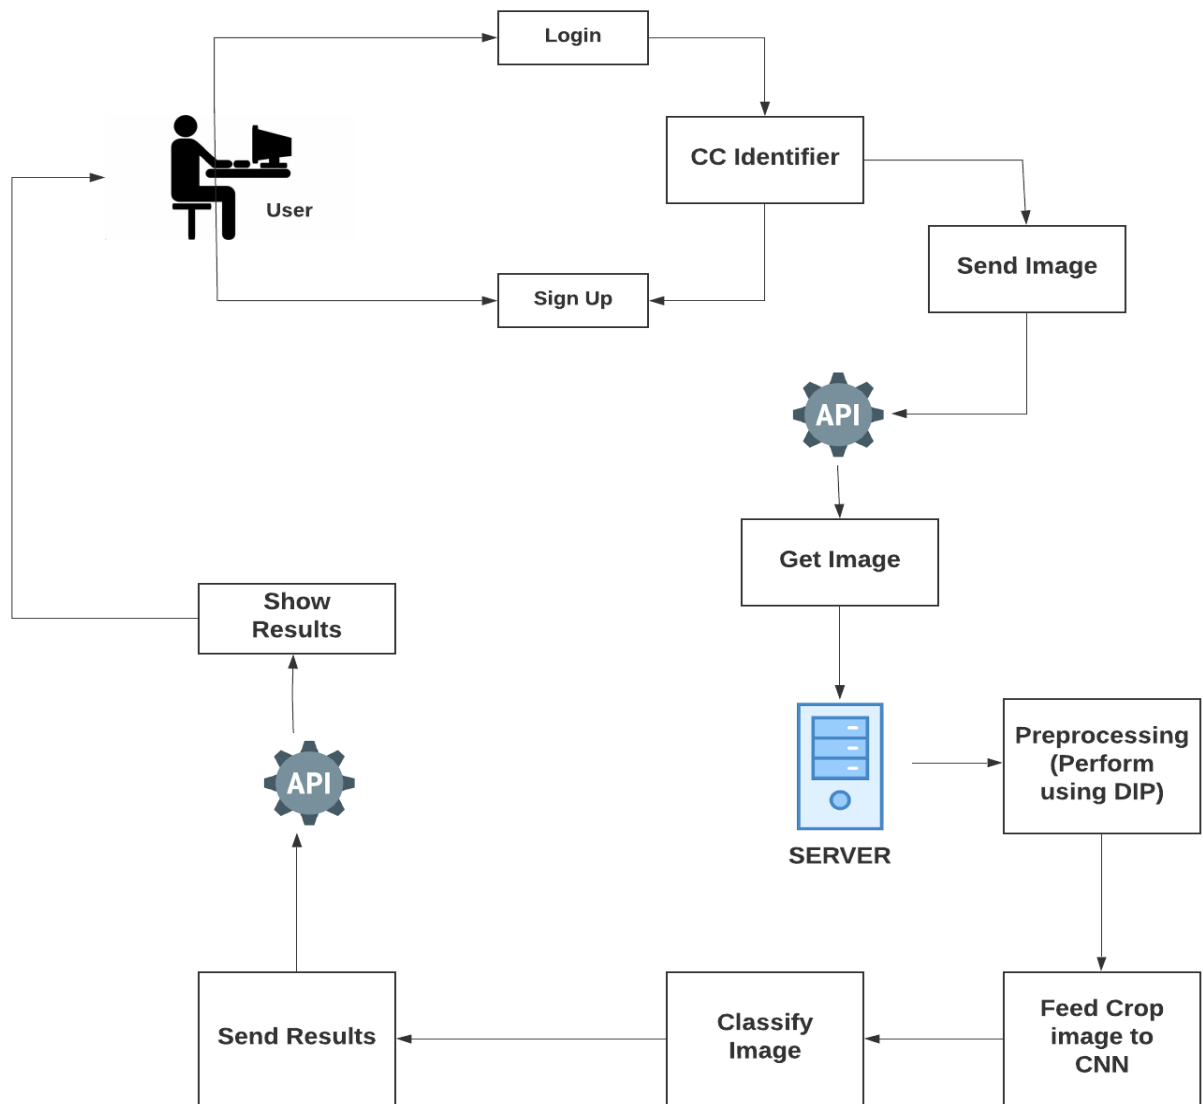 Login
CC Identifier
User
Send Image
Sign Up
API
Get Image
Show
Results
Preprocessing
(Perform
using DIP)
API
SERVER
Feed Crop
image to
CNN
Classify
Image
Send Results